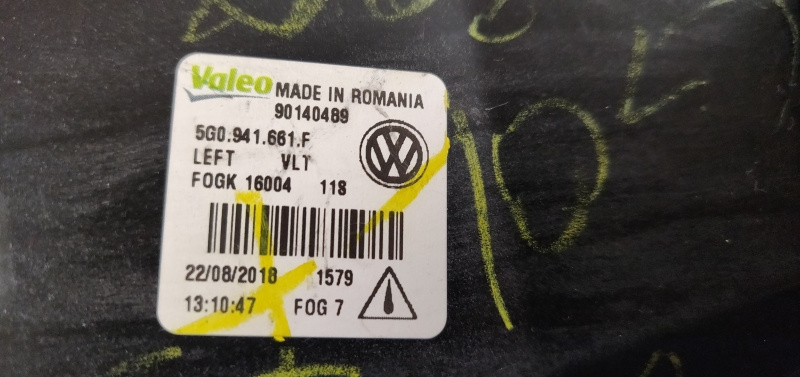 Valeo MADE IN ROMANIA
90140489
5G0.941.661.F
LEFT VLT
FOGK 16004 118
22/08/2018 1579
13:10:47 FOG 7
10